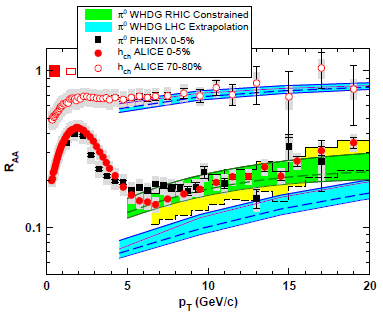 π⁰ WHDG RHIC Constrained
π⁰ WHDG LHC Extrapolation
π⁰ PHENIX 0-5%
h_ch ALICE 0-5%
h_ch ALICE 70-80%
1
R_AA
0.1
0 5 10 15 20
p_T (GeV/c)